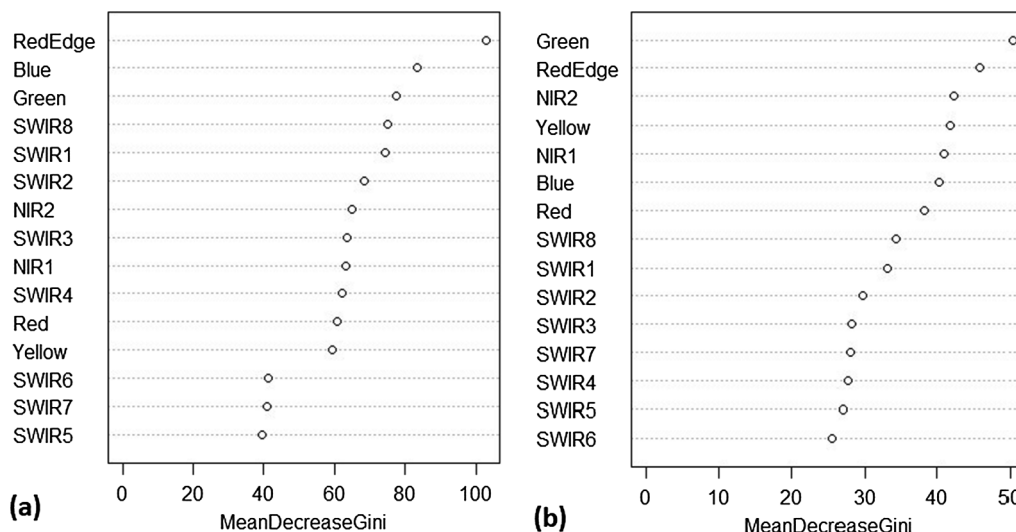 RedEdge
Blue
Green
SWIR8
SWIR1
SWIR2
NIR2
SWIR3
NIR1
SWIR4
Red
Yellow
SWIR6
SWIR7
SWIR5
0 20 40 60 80 100
MeanDecreaseGini
(a)
Green
RedEdge
NIR2
Yellow
NIR1
Blue
Red
SWIR8
SWIR1
SWIR2
SWIR3
SWIR7
SWIR4
SWIR5
SWIR6
0 10 20 30 40 50
MeanDecreaseGini
(b)